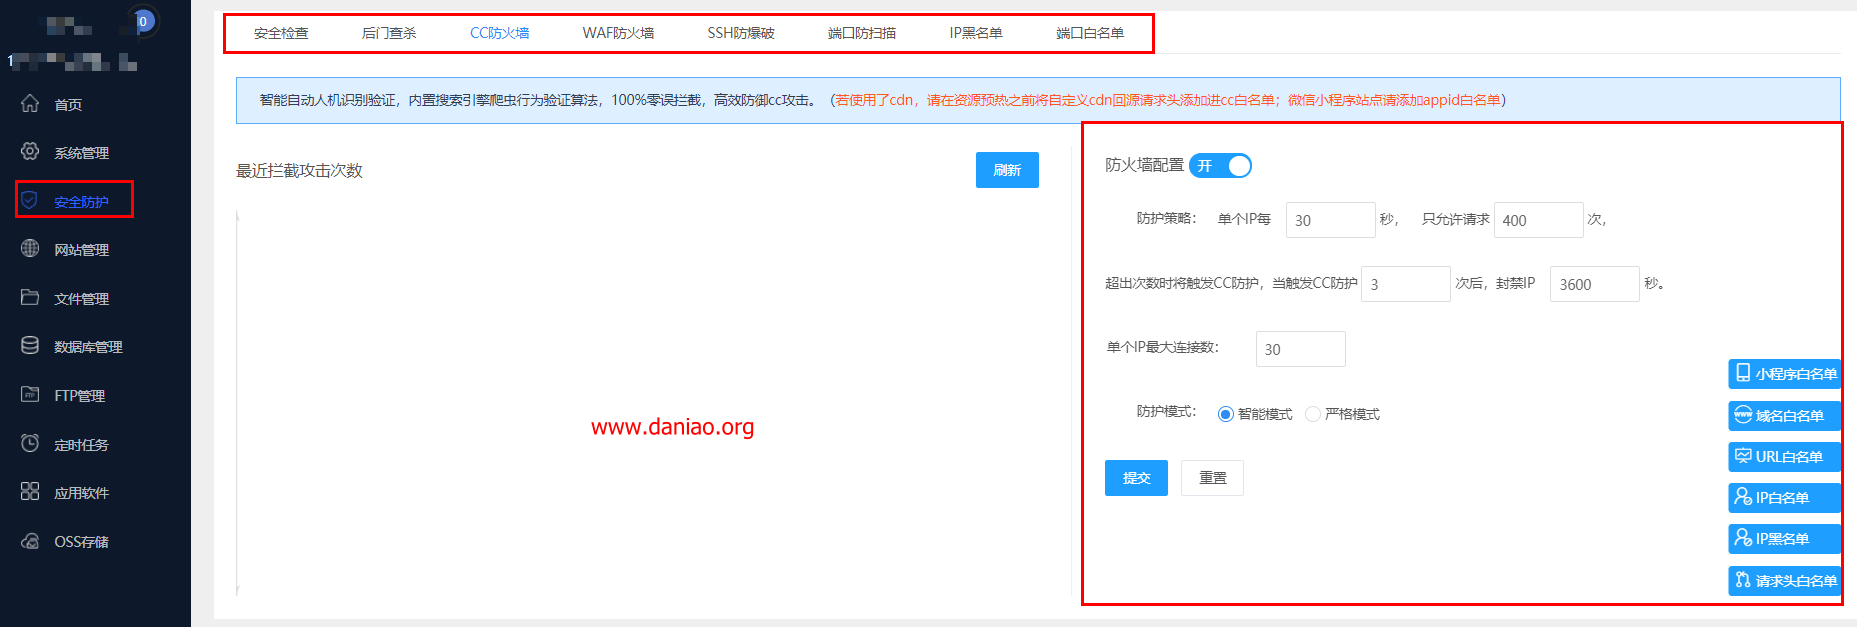 0
1
首页
系统管理
安全防护
网站管理
文件管理
数据库管理
FTP管理
定时任务
应用软件
OSS存储
安全检查 后门查杀 CC防火墙 WAF防火墙 SSH防爆破 端口防扫描 IP黑名单 端口白名单
智能自动人机识别验证，内置搜索引擎爬虫行为验证算法，100%零误拦截，高效防御cc攻击。（若使用了cdn，请在资源预热之前将自定义cdn回源请求头添加进cc白名单；微信小程序站点请添加appid白名单）
最近拦截攻击次数 刷新
www.daniao.org
防火墙配置 开
防护策略： 单个IP每 30 秒， 只允许请求 400 次，
超出次数时将触发CC防护，当触发CC防护 3 次后，封禁IP 3600 秒。
单个IP最大连接数： 30
防护模式： 智能模式 严格模式
提交 重置
小程序白名单
域名白名单
URL白名单
IP白名单
IP黑名单
请求头白名单